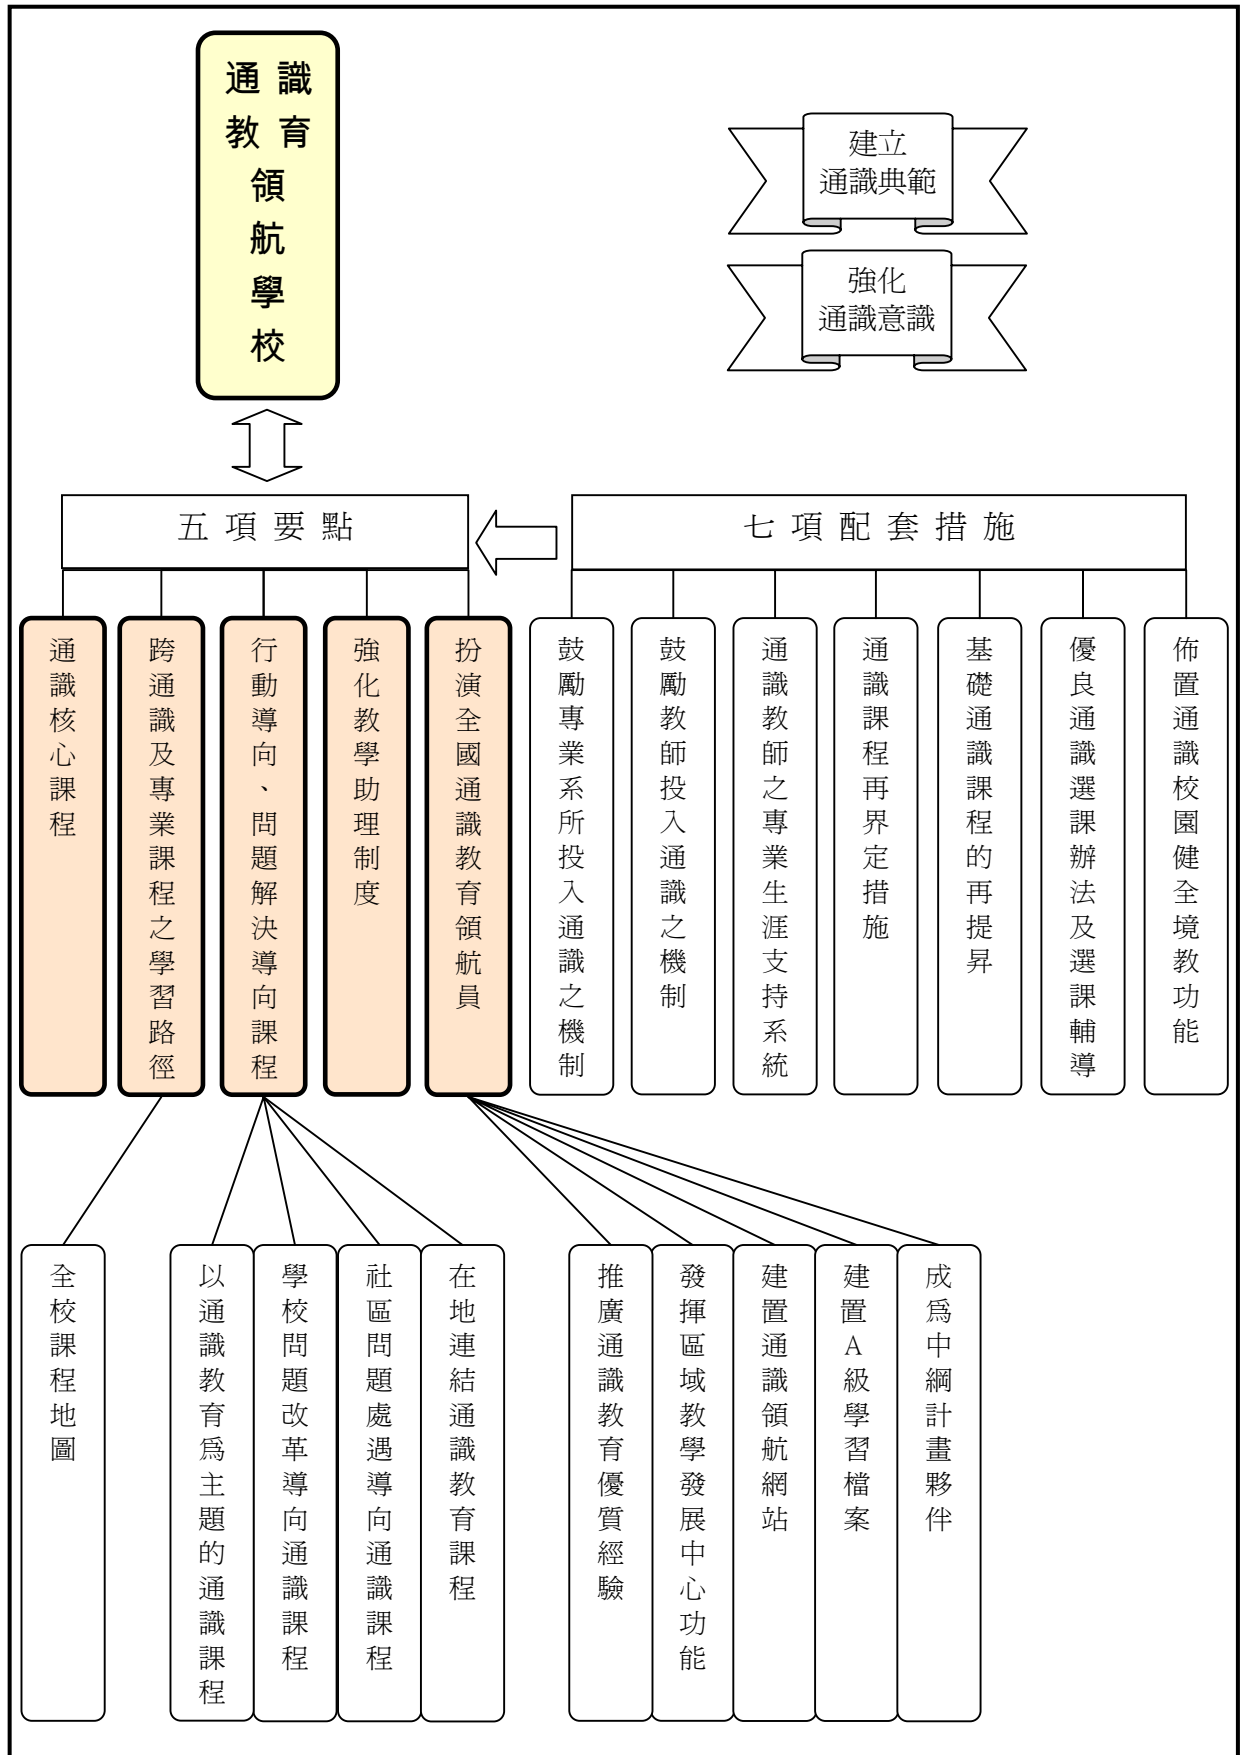 通識
教育
領
航
學
校
建立
通識典範
強化
通識意識
五項要點
七項配套措施
通識核心課程
跨通識及專業課程之學習路徑
行動導向、問題解決導向課程
強化教學助理制度
扮演全國通識教育領航員
鼓勵專業系所投入通識之機制
鼓勵教師投入通識之機制
通識教師之專業生涯支持系統
通識課程再界定措施
基礎通識課程的再提昇
優良通識選課辦法及選課輔導
佈置通識校園健全境教功能
全校課程地圖
以通識教育爲主題的通識課程
學校問題改革導向通識課程
社區問題處遇導向通識課程
在地連結通識教育課程
推廣通識教育優質經驗
發揮區域教學發展中心功能
建置通識領航網站
建置A級學習檔案
成爲中綱計畫夥伴